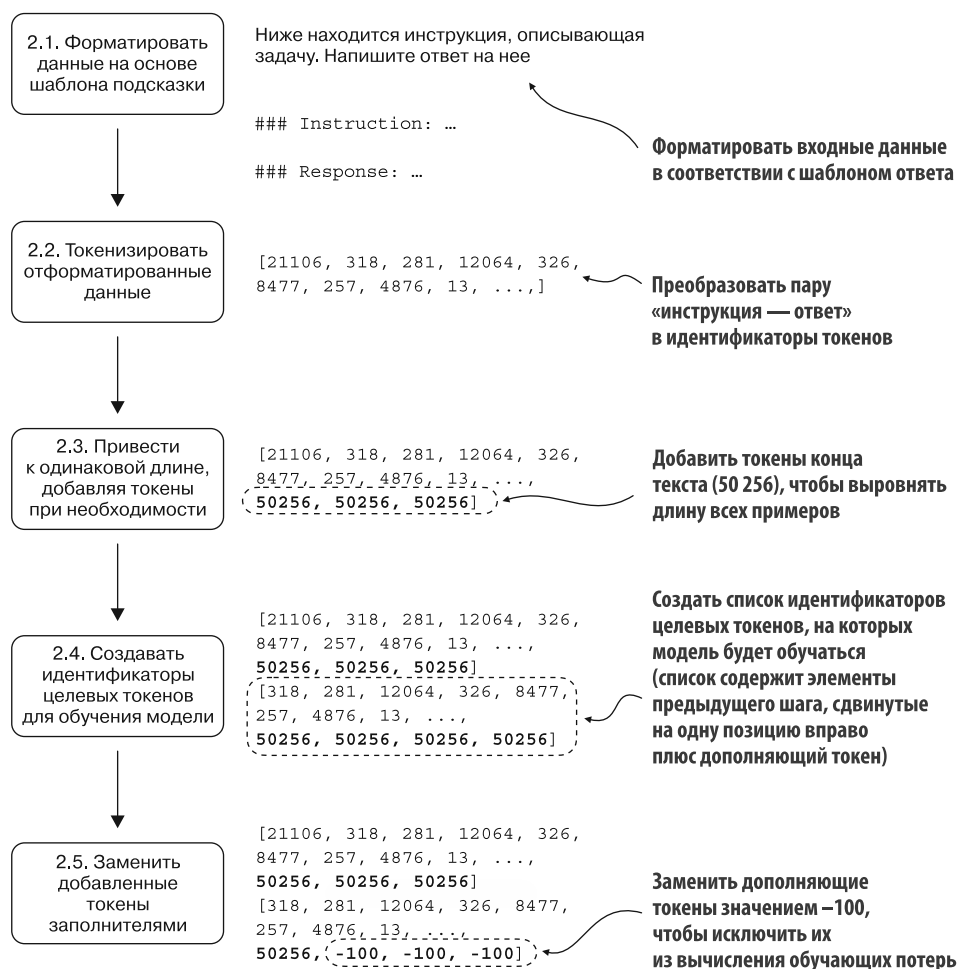 2.1. Форматировать
данные на основе
шаблона подсказки
Ниже находится инструкция, описывающая
задачу. Напишите ответ на нее
### Instruction: …
### Response: …
Форматировать входные данные
в соответствии с шаблоном ответа
2.2. Токенизировать
отформатированные
данные
[21106, 318, 281, 12064, 326,
8477, 257, 4876, 13, ...,]
Преобразовать пару
«инструкция — ответ»
в идентификаторы токенов
2.3. Привести
к одинаковой длине,
добавляя токены
при необходимости
[21106, 318, 281, 12064, 326,
8477, 257, 4876, 13, ...,
50256, 50256, 50256]
Добавить токены конца
текста (50 256), чтобы выровнять
длину всех примеров
2.4. Создавать
идентификаторы
целевых токенов
для обучения модели
[21106, 318, 281, 12064, 326,
8477, 257, 4876, 13, ...,
50256, 50256, 50256]
[318, 281, 12064, 326, 8477,
257, 4876, 13, ...,
50256, 50256, 50256, 50256]
Создать список идентификаторов
целевых токенов, на которых
модель будет обучаться
(список содержит элементы
предыдущего шага, сдвинутые
на одну позицию вправо
плюс дополняющий токен)
2.5. Заменить
добавленные
токены
заполнителями
[21106, 318, 281, 12064, 326,
8477, 257, 4876, 13, ...,
50256, 50256, 50256]
[318, 281, 12064, 326, 8477,
257, 4876, 13, ...,
50256, -100, -100, -100]
Заменить дополняющие
токены значением –100,
чтобы исключить их
из вычисления обучающих потерь